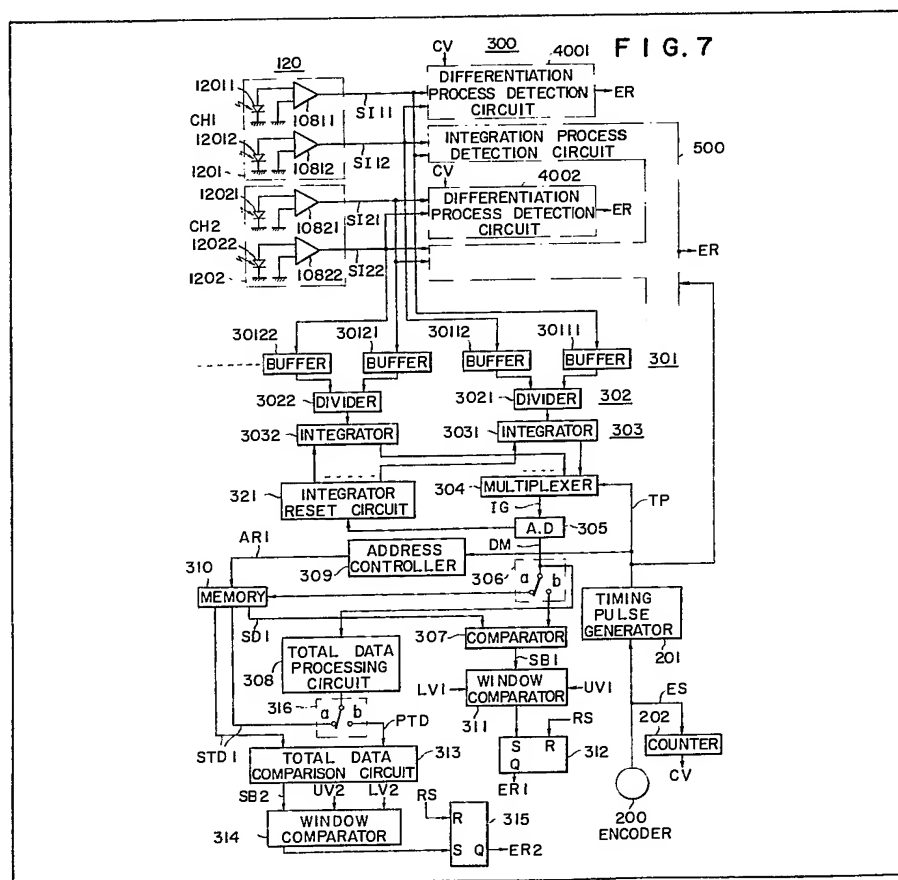 FIG. 7
120
300
CV
4001
12011
CH1
10811
SI11
DIFFERENTIATION
PROCESS DETECTION
CIRCUIT
ER
12012
1201
10812
SI12
INTEGRATION PROCESS
DETECTION CIRCUIT
500
CV
4002
12021
CH2
10821
SI21
DIFFERENTIATION
PROCESS DETECTION
CIRCUIT
ER
12022
1202
10822
SI22
ER
30122
30121
30112
30111
BUFFER
BUFFER
BUFFER
BUFFER
301
3022
DIVIDER
3021
DIVIDER
302
3032
INTEGRATOR
3031
INTEGRATOR
303
321
INTEGRATOR
RESET CIRCUIT
304
MULTIPLEXER
IG
TP
A.D
305
AR1
DM
ADDRESS
CONTROLLER
309
306
a
b
310
MEMORY
TIMING
PULSE
GENERATOR
201
SD1
307
COMPARATOR
308
TOTAL DATA
PROCESSING
CIRCUIT
SB1
LV1
WINDOW
COMPARATOR
UV1
311
ES
202
316
a
b
PTD
RS
COUNTER
CV
STD1
S
R
Q
312
ER1
TOTAL DATA
COMPARISON CIRCUIT
313
200
ENCODER
SB2
UV2
LV2
RS
WINDOW
COMPARATOR
314
R
S
Q
315
ER2